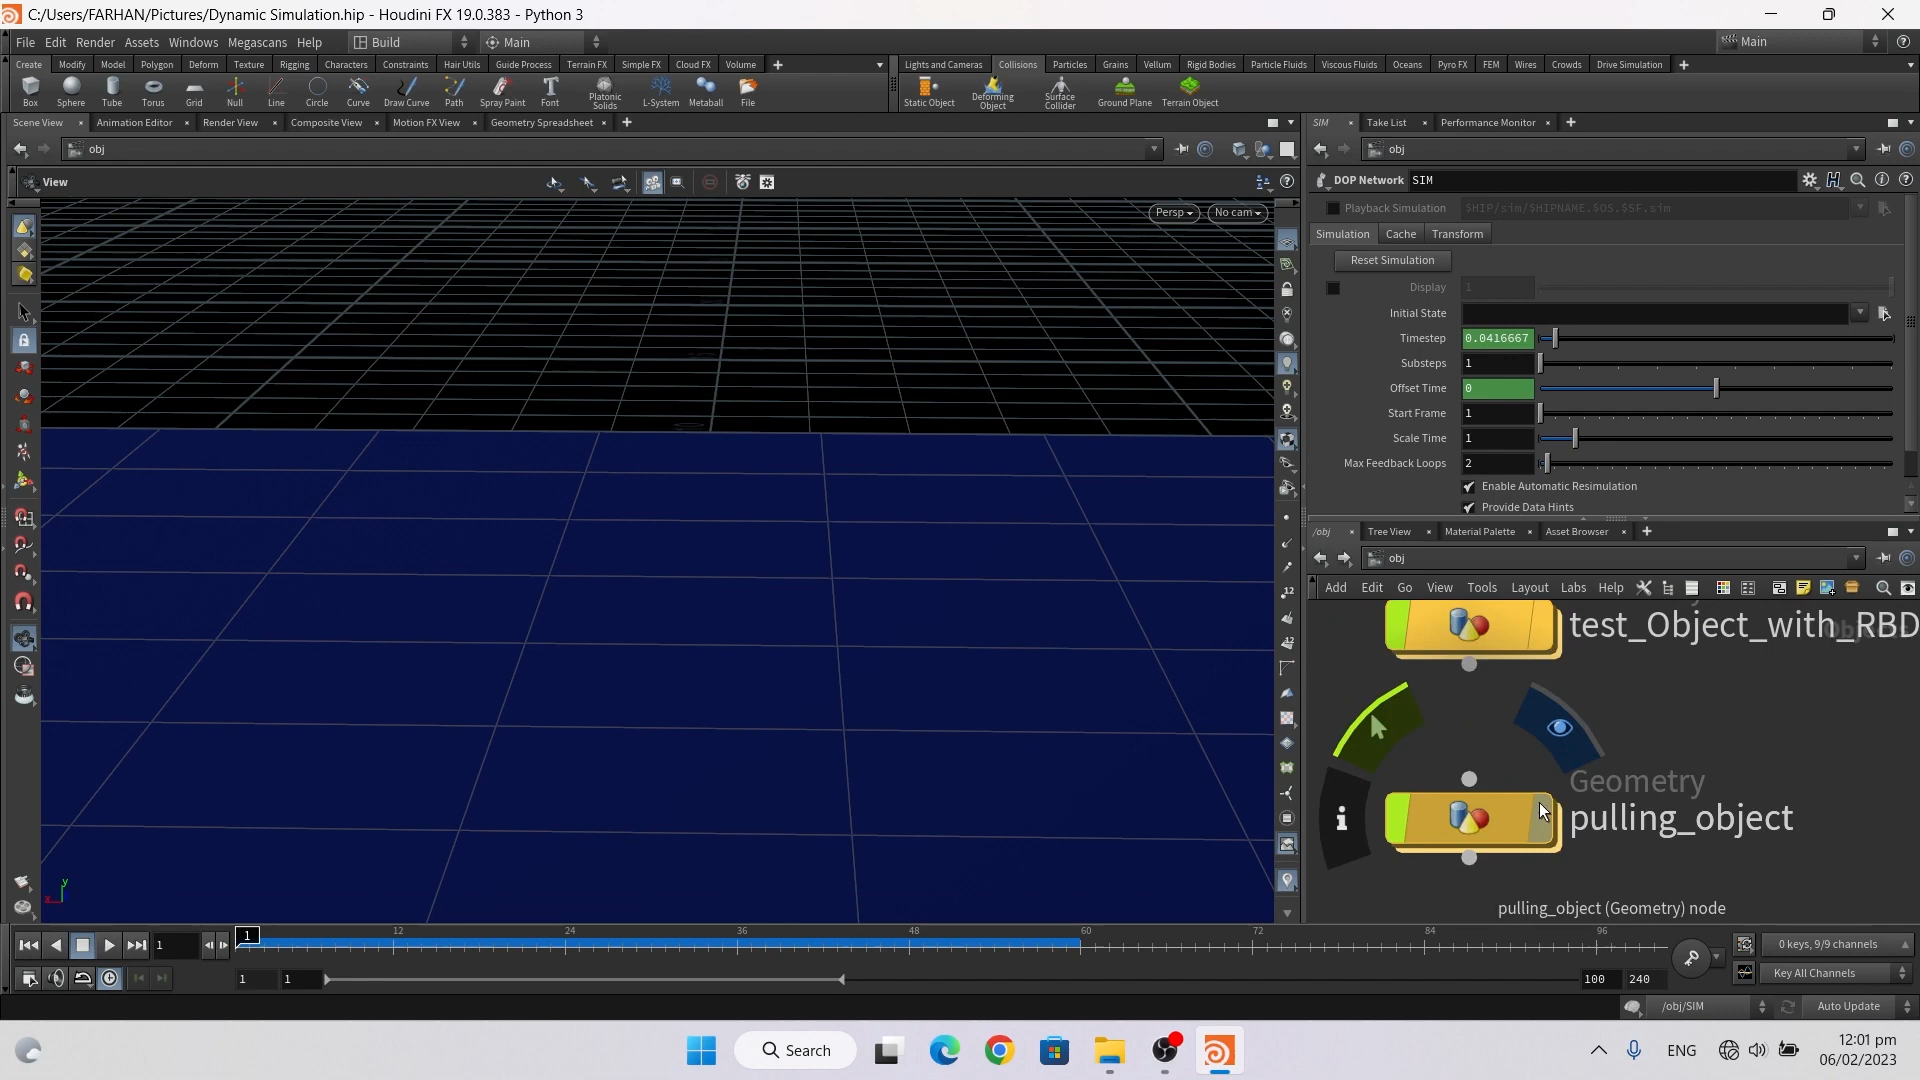 C:/Users/FARHAN/Pictures/Dynamic Simulation.hip - Houdini FX 19.0.383 - Python 3
File Edit Render Assets Windows Megascans Help Build Main Main
Create Modify Model Polygon Deform Texture Rigging Characters Constraints Hair Utils Guide Process Terrain FX Simple FX Cloud FX Volume
Lights and Cameras Collisions Particles Grains Vellum Rigid Bodies Particle Fluids Viscous Fluids Oceans Pyro FX FEM Wires Crowds Drive Simulation
Box Sphere Tube Torus Grid Null Line Circle Curve Draw Curve Path Spray Paint Font Platonic Solids L-System Metaball File
Static Object Deforming Object Surface Collider Ground Plane Terrain Object
Scene View Animation Editor Render View Composite View Motion FX View Geometry Spreadsheet
SIM Take List Performance Monitor
obj
obj
View
Persp No cam
DOP Network SIM
Playback Simulation $HIP/sim/$HIPNAME.$OS.$SF.sim
Simulation Cache Transform
Reset Simulation
Display 1
Initial State
Timestep 0.0416667
Substeps 1
Offset Time 0
Start Frame 1
Scale Time 1
Max Feedback Loops 2
Enable Automatic Resimulation
Provide Data Hints
/obj Tree View Material Palette Asset Browser
obj
Add Edit Go View Tools Layout Labs Help
test_Object_with_RBD
Geometry
pulling_object
pulling_object (Geometry) node
x y
1 1 12 24 36 48 60 72 84 96
0 keys, 9/9 channels
1 1 100 240
Key All Channels
/obj/SIM Auto Update
Search
ENG
12:01 pm
06/02/2023